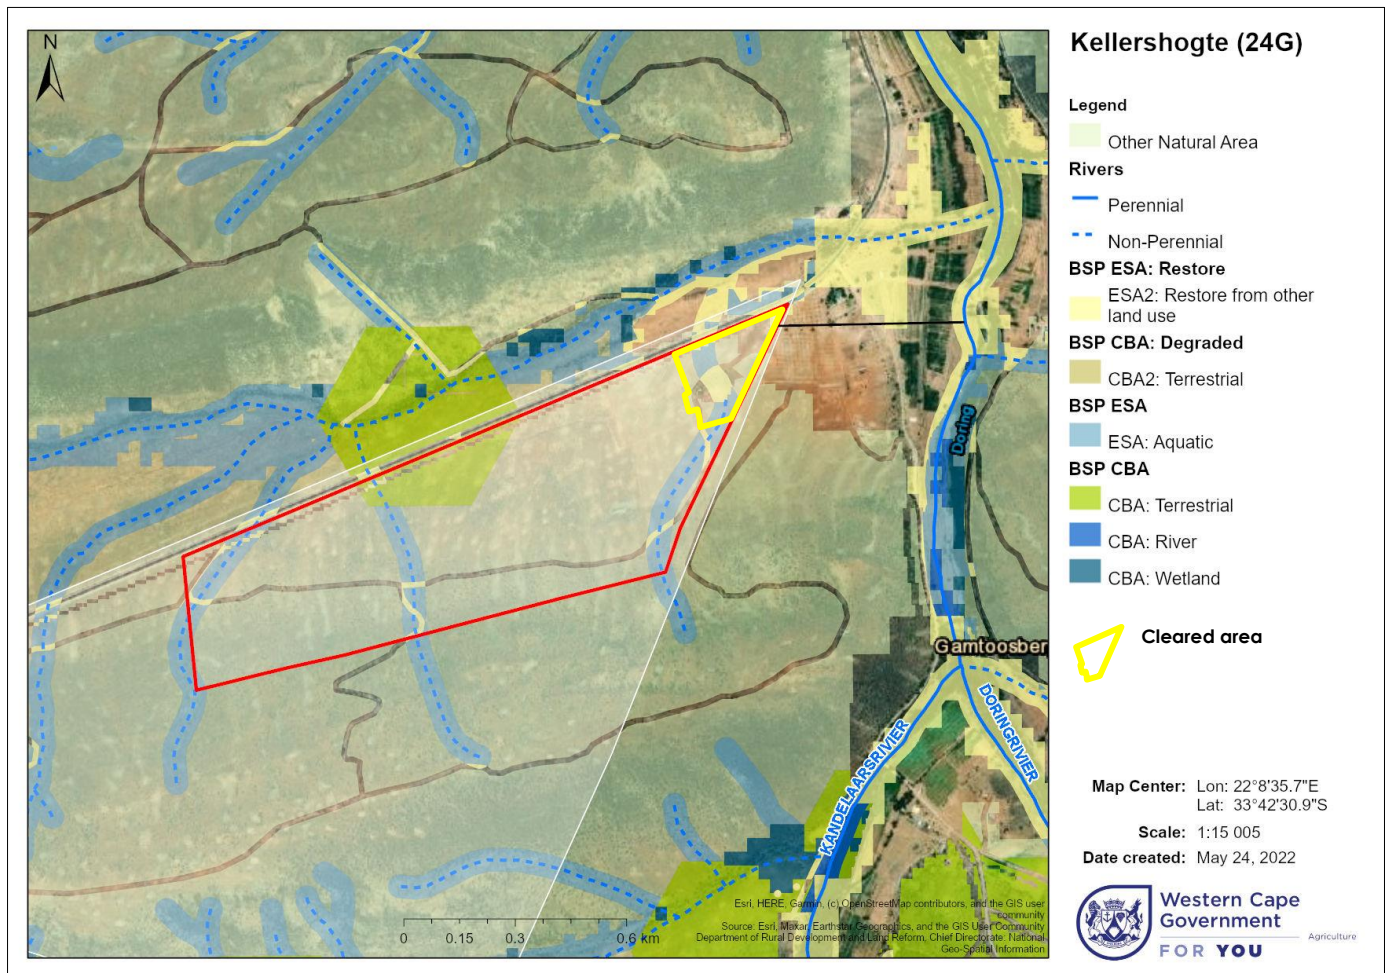 N
Kellershogte (24G)
Legend
Other Natural Area
Rivers
Perennial
Non-Perennial
BSP ESA: Restore
ESA2: Restore from other
land use
BSP CBA: Degraded
CBA2: Terrestrial
BSP ESA
ESA: Aquatic
BSP CBA
CBA: Terrestrial
CBA: River
CBA: Wetland
Cleared area
Doring
Gamtoosber
DORINGRIVIER
KANDELAARSRIVIER
Map Center: Lon: 22°8'35.7"E
Lat: 33°42'30.9"S
Scale: 1:15 005
Date created: May 24, 2022
Esri, HERE, Garmin, (c) OpenStreetMap contributors, and the GIS user
community
Source: Esri, Maxar, Earthstar Geographics, and the GIS User Community
Department of Rural Development and Land Reform, Chief Directorate: National
Geo-Spatial Information
0 0.15 0.3 0.6 km
Western Cape
Government
FOR YOU
Agriculture